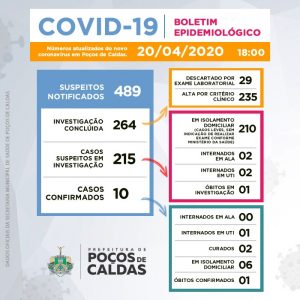 COVID-19
BOLETIM
EPIDEMIOLÓGICO
Números atualizados do novo
coronavírus em Poços de Caldas.
20/04/2020
18:00
SUSPEITOS
NOTIFICADOS
489
INVESTIGAÇÃO
CONCLUÍDA
264
CASOS
SUSPEITOS EM
INVESTIGAÇÃO
215
CASOS
CONFIRMADOS
10
DESCARTADO POR
EXAME LABORATORIAL
29
ALTA POR CRITÉRIO
CLÍNICO
235
EM ISOLAMENTO
DOMICILIAR
(CASOS LEVES, SEM
INDICAÇÃO DE REALIZAR
EXAME CONFORME
MINISTÉRIO DA SAÚDE)
210
INTERNADOS
EM ALA
02
INTERNADOS
EM UTI
02
ÓBITOS EM
INVESTIGAÇÃO
01
INTERNADOS EM ALA
00
INTERNADOS EM UTI
01
CURADOS
02
EM ISOLAMENTO
DOMICILIAR
06
ÓBITOS CONFIRMADOS
01
PREFEITURA DE
POÇOS
DE CALDAS
DADOS OFICIAIS DA SECRETARIA MUNICIPAL DE SAÚDE DE POÇOS DE CALDAS